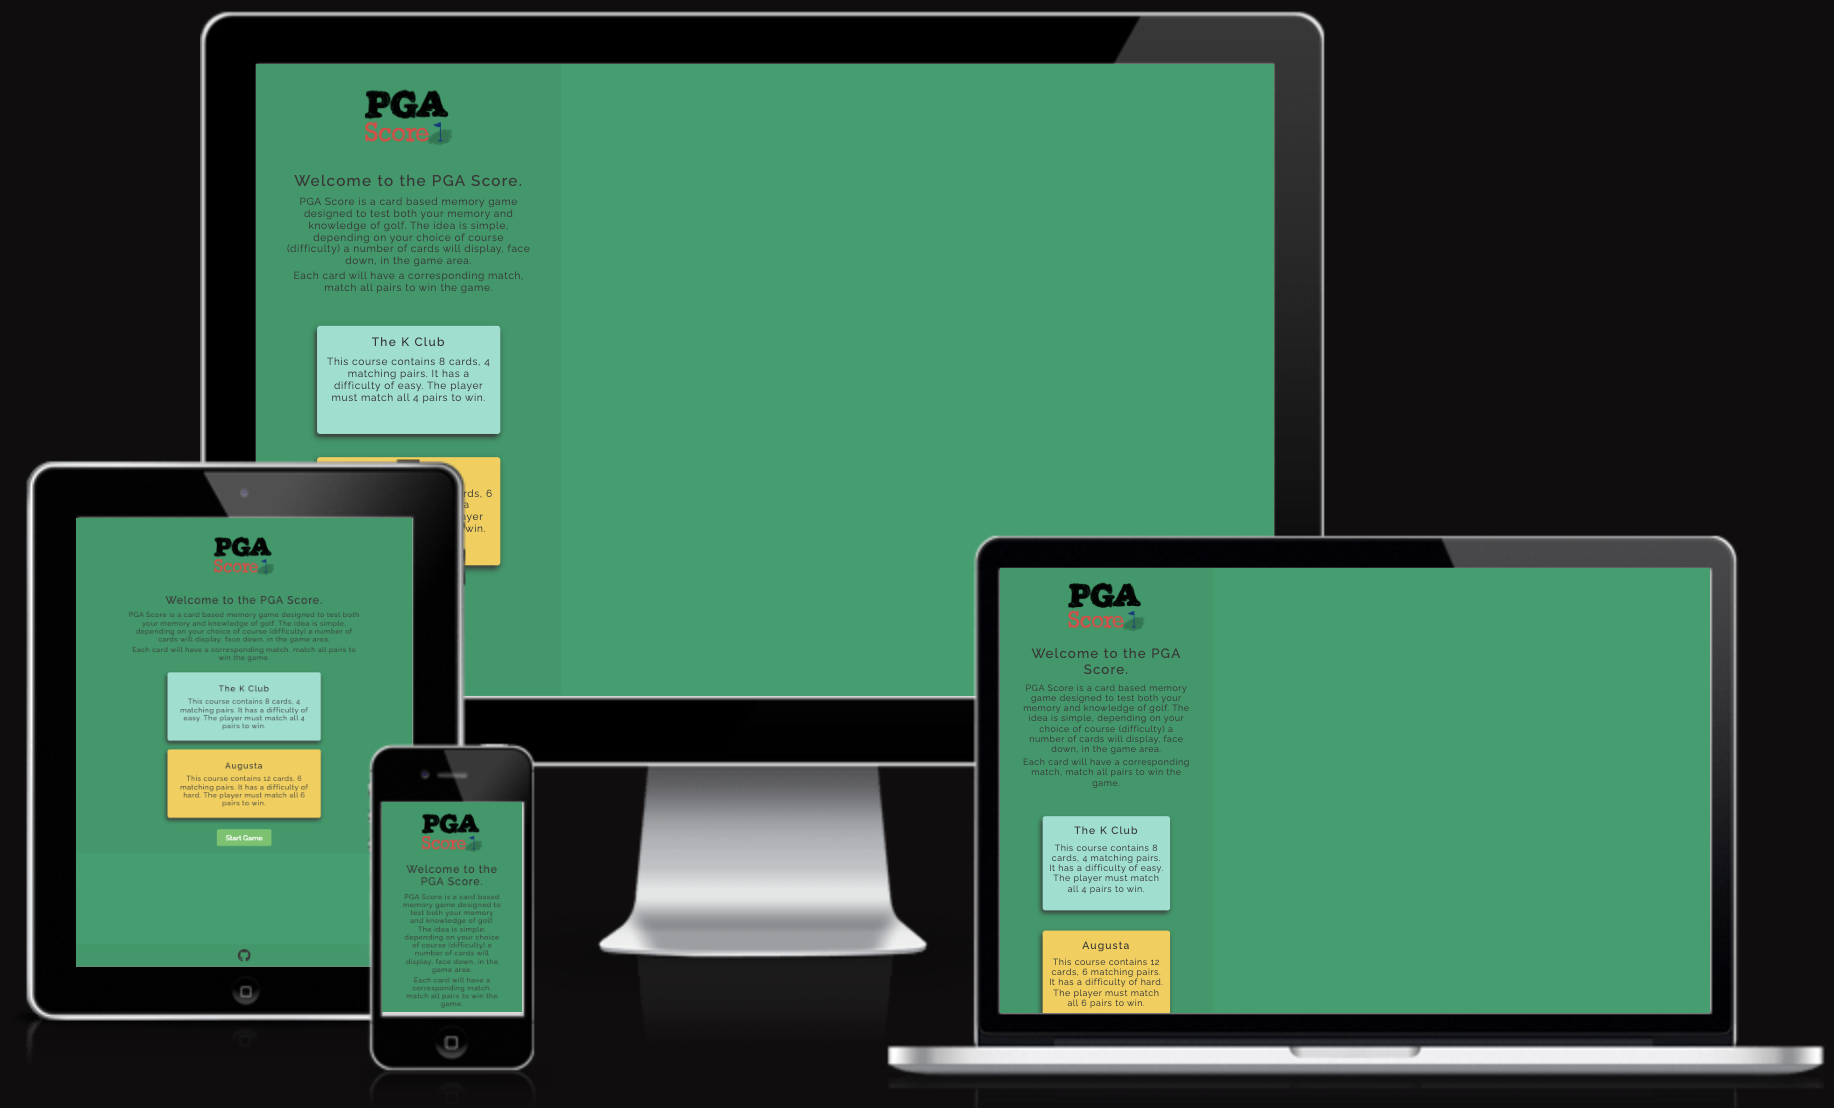 PGA
Score
Welcome to the PGA Score.
PGA Score is a card based memory game
designed to test both your memory and
knowledge of golf. The idea is simple,
depending on your choice of course
(difficulty) a number of cards will display, face
down, in the game area.
Each card will have a corresponding match,
match all pairs to win the game.
The K Club
This course contains 8 cards, 4
matching pairs. It has a
difficulty of easy. The player
must match all 4 pairs to win.
6
a
win.
PGA
Score
Welcome to the PGA Score.
PGA Score is a card based memory game designed to test both
your memory and knowledge of golf. The idea is simple,
depending on your choice of course (difficulty) a number of
cards will display, face down, in the game area.
Each card will have a corresponding match, match all pairs to
win the game.
The K Club
This course contains 8 cards, 4
matching pairs. It has a difficulty of
easy. The player must match all 4
pairs to win.
Augusta
This course contains 12 cards, 6
matching pairs. It has a difficulty of
hard. The player must match all 6
pairs to win.
Start Game
PGA
Score
Welcome to the
PGA Score.
PGA Score is a card based
memory game designed to
test both your memory
and knowledge of golf.
The idea is simple,
depending on your choice
of course (difficulty) a
number of cards will
display, face down, in the
game area.
Each card will have a
corresponding match,
match all pairs to win the
game.
PGA
Score
Welcome to the PGA
Score.
PGA Score is a card based memory
game designed to test both your
memory and knowledge of golf. The
idea is simple, depending on your
choice of course (difficulty) a
number of cards will display, face
down, in the game area.
Each card will have a corresponding
match, match all pairs to win the
game.
The K Club
This course contains 8
cards, 4 matching pairs.
It has a difficulty of easy.
The player must match
all 4 pairs to win.
Augusta
This course contains 12
cards, 6 matching pairs.
It has a difficulty of hard.
The player must match
all 6 pairs to win.